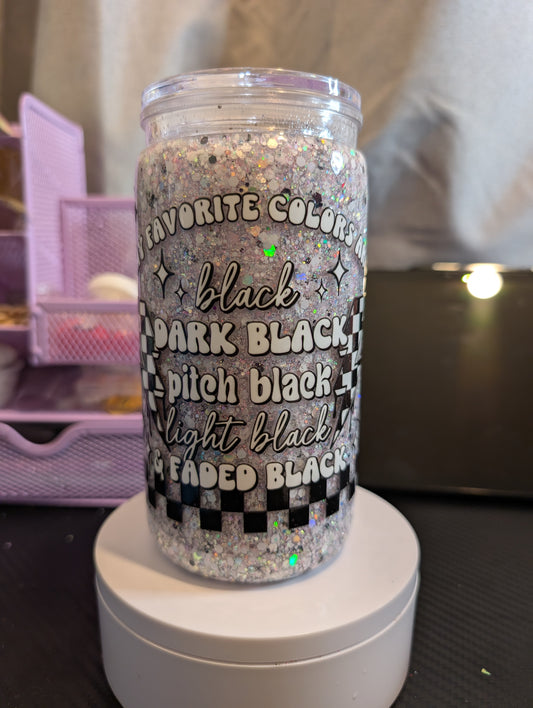 FAVORITE COLORS
black
DARK BLACK
pitch black
light black
& FADED BLACK